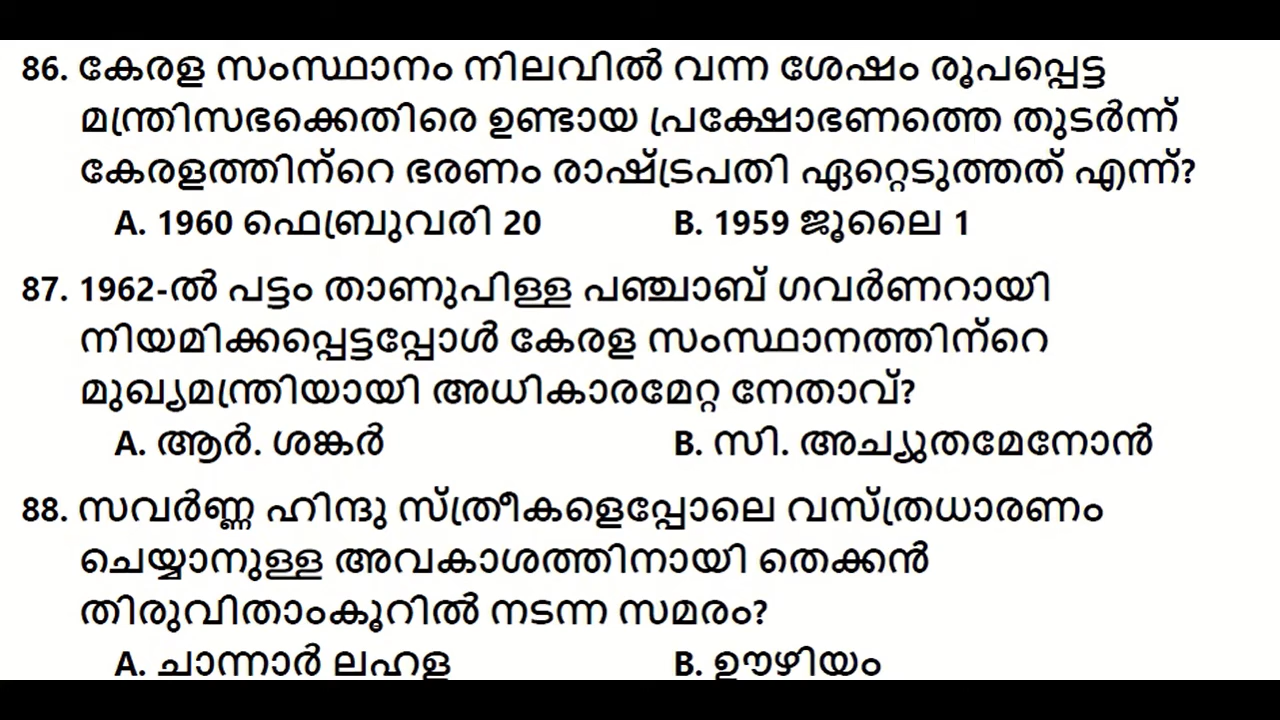 86. കേരള സംസ്ഥാനം നിലവിൽ വന്ന ശേഷം രൂപപ്പെട്ട
മന്ത്രിസഭക്കെതിരെ ഉണ്ടായ പ്രക്ഷോഭണത്തെ തുടർന്ന്
കേരളത്തിന്റെ ഭരണം രാഷ്ട്രപതി ഏറ്റെടുത്തത് എന്ന്?
A. 1960 ഫെബ്രുവരി 20 B. 1959 ജൂലൈ 1
87. 1962-ൽ പട്ടം താണുപിള്ള പഞ്ചാബ് ഗവർണറായി
നിയമിക്കപ്പെട്ടപ്പോൾ കേരള സംസ്ഥാനത്തിന്റെ
മുഖ്യമന്ത്രിയായി അധികാരമേറ്റ നേതാവ്?
A. ആർ. ശങ്കർ B. സി. അച്യുതമേനോൻ
88. സവർണ്ണ ഹിന്ദു സ്ത്രീകളെപ്പോലെ വസ്ത്രധാരണം
ചെയ്യാനുള്ള അവകാശത്തിനായി തെക്കൻ
തിരുവിതാംകൂറിൽ നടന്ന സമരം?
A. ചാന്നാർ ലഹള B. ഊഴിയം